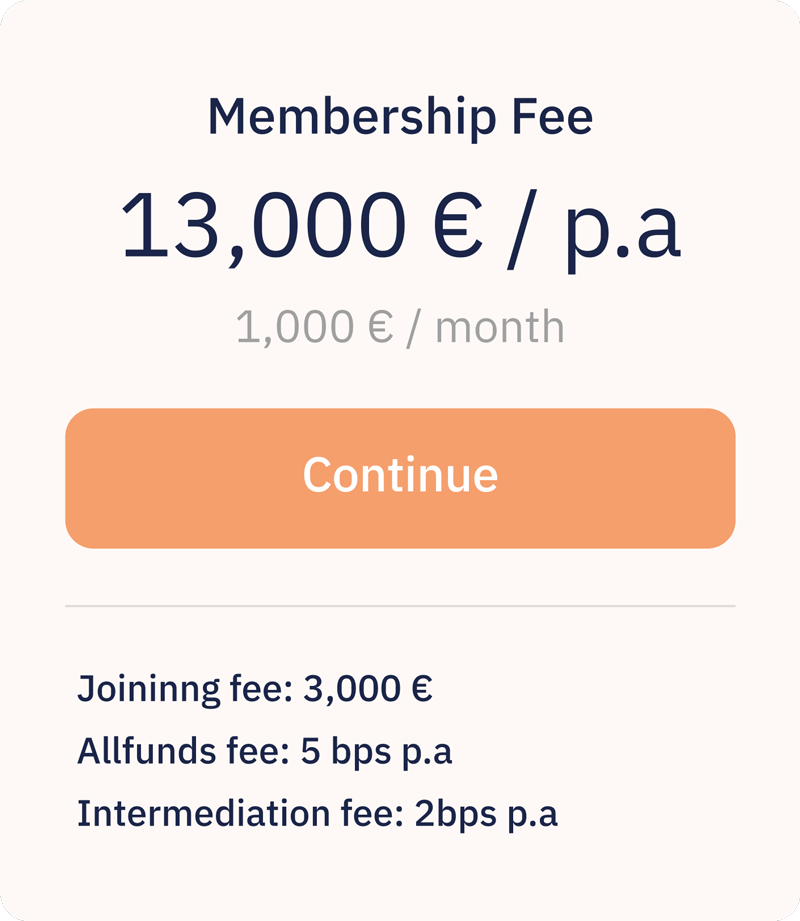 Membership Fee
13,000 € / p.a
1,000 € / month
Continue
Joininng fee: 3,000 €
Allfunds fee: 5 bps p.a
Intermediation fee: 2bps p.a